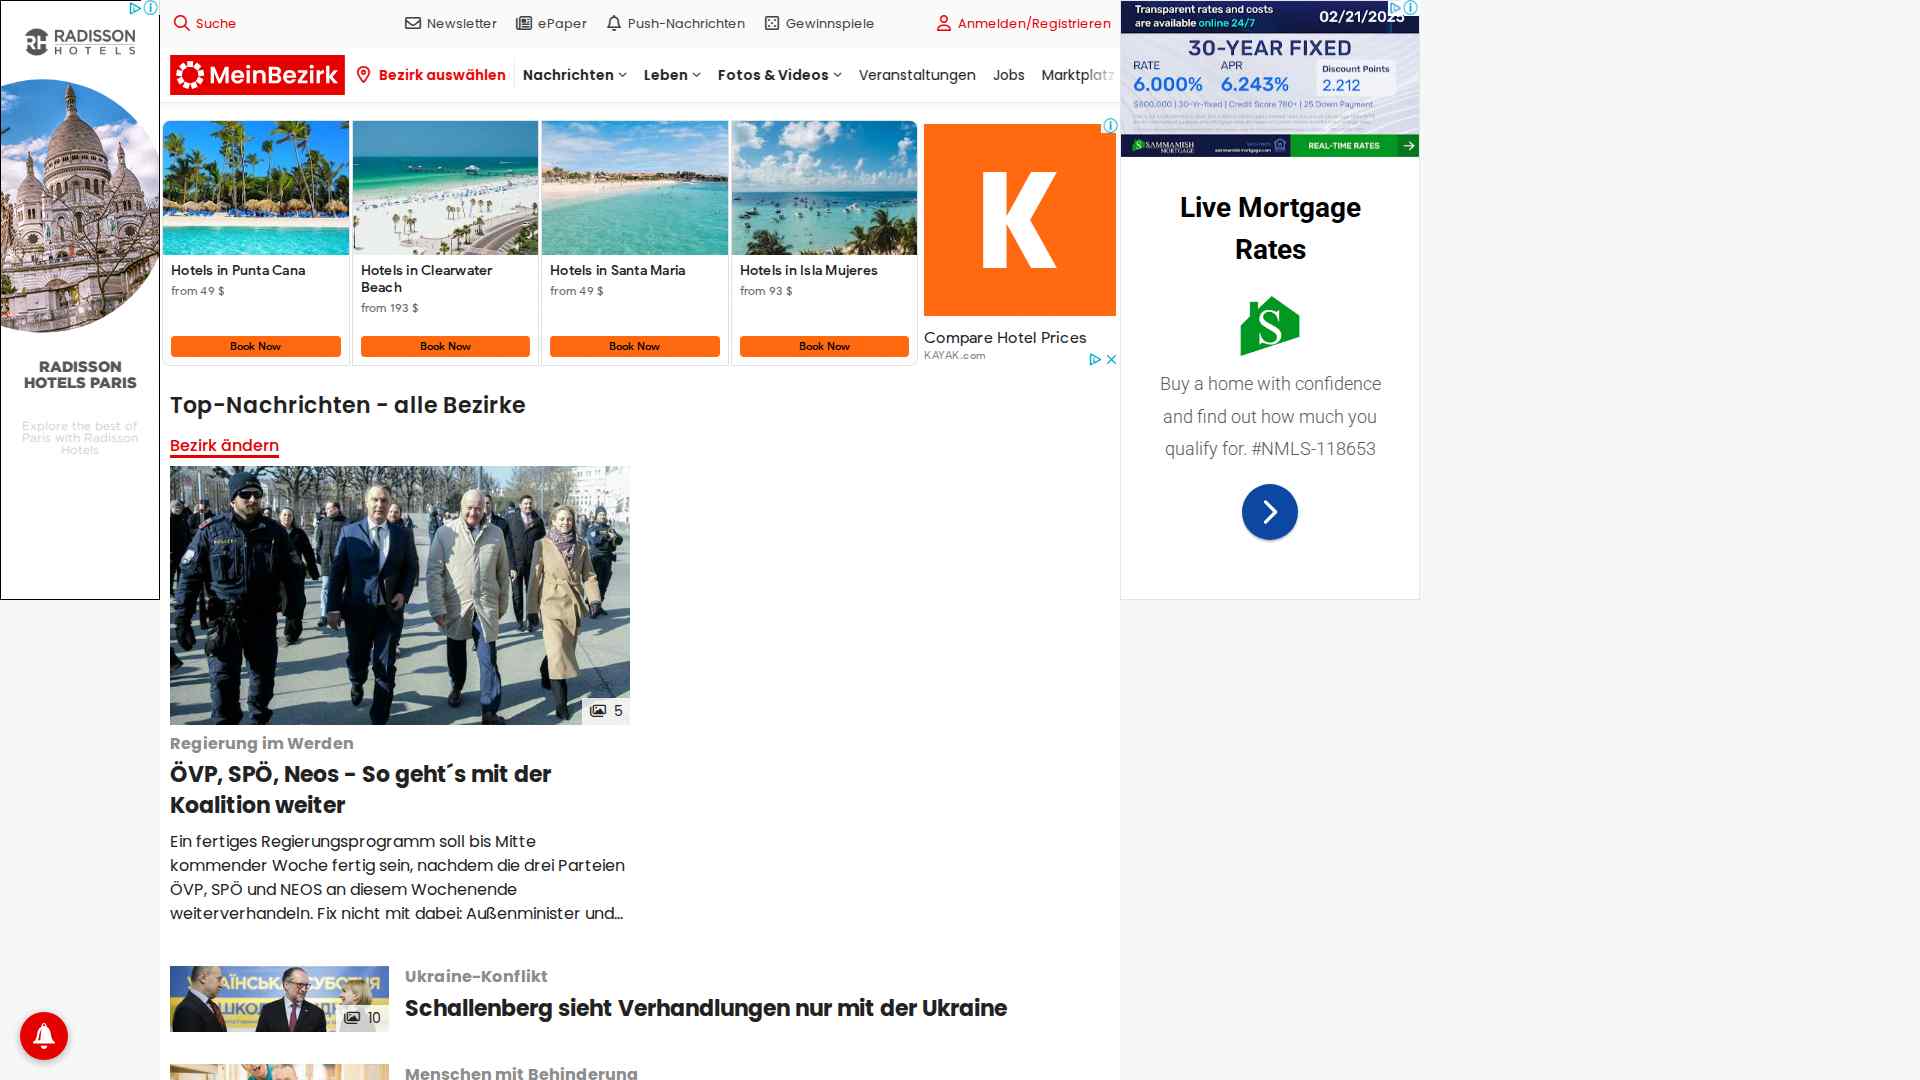 Suche
Newsletter
ePaper
Push-Nachrichten
Gewinnspiele
Anmelden/Registrieren
MeinBezirk
Bezirk auswählen
Nachrichten
Leben
Fotos & Videos
Veranstaltungen
Jobs
Marktplatz
RADISSON
HOTELS
RADISSON
HOTELS PARIS
Explore the best of
Paris with Radisson
Hotels
Hotels in Punta Cana
from 49 $
Book Now
Hotels in Clearwater
Beach
from 193 $
Book Now
Hotels in Santa Maria
from 49 $
Book Now
Hotels in Isla Mujeres
from 93 $
Book Now
K
Compare Hotel Prices
KAYAK.com
Transparent rates and costs
are available online 24/7
02/21/2025
30-YEAR FIXED
RATE
6.000%
APR
6.243%
Discount Points
2.212
$800,000 | 30-Yr-fixed | Credit Score 780+ | 25 Down Payment
SAMMAMISH
MORTGAGE
REAL-TIME RATES
Live Mortgage
Rates
S
Buy a home with confidence
and find out how much you
qualify for. #NMLS-118653
Top-Nachrichten - alle Bezirke
Bezirk ändern
5
Regierung im Werden
ÖVP, SPÖ, Neos - So geht´s mit der
Koalition weiter
Ein fertiges Regierungsprogramm soll bis Mitte
kommender Woche fertig sein, nachdem die drei Parteien
ÖVP, SPÖ und NEOS an diesem Wochenende
weiterverhandeln. Fix nicht mit dabei: Außenminister und...
10
Ukraine-Konflikt
Schallenberg sieht Verhandlungen nur mit der Ukraine
Menschen mit Behinderung